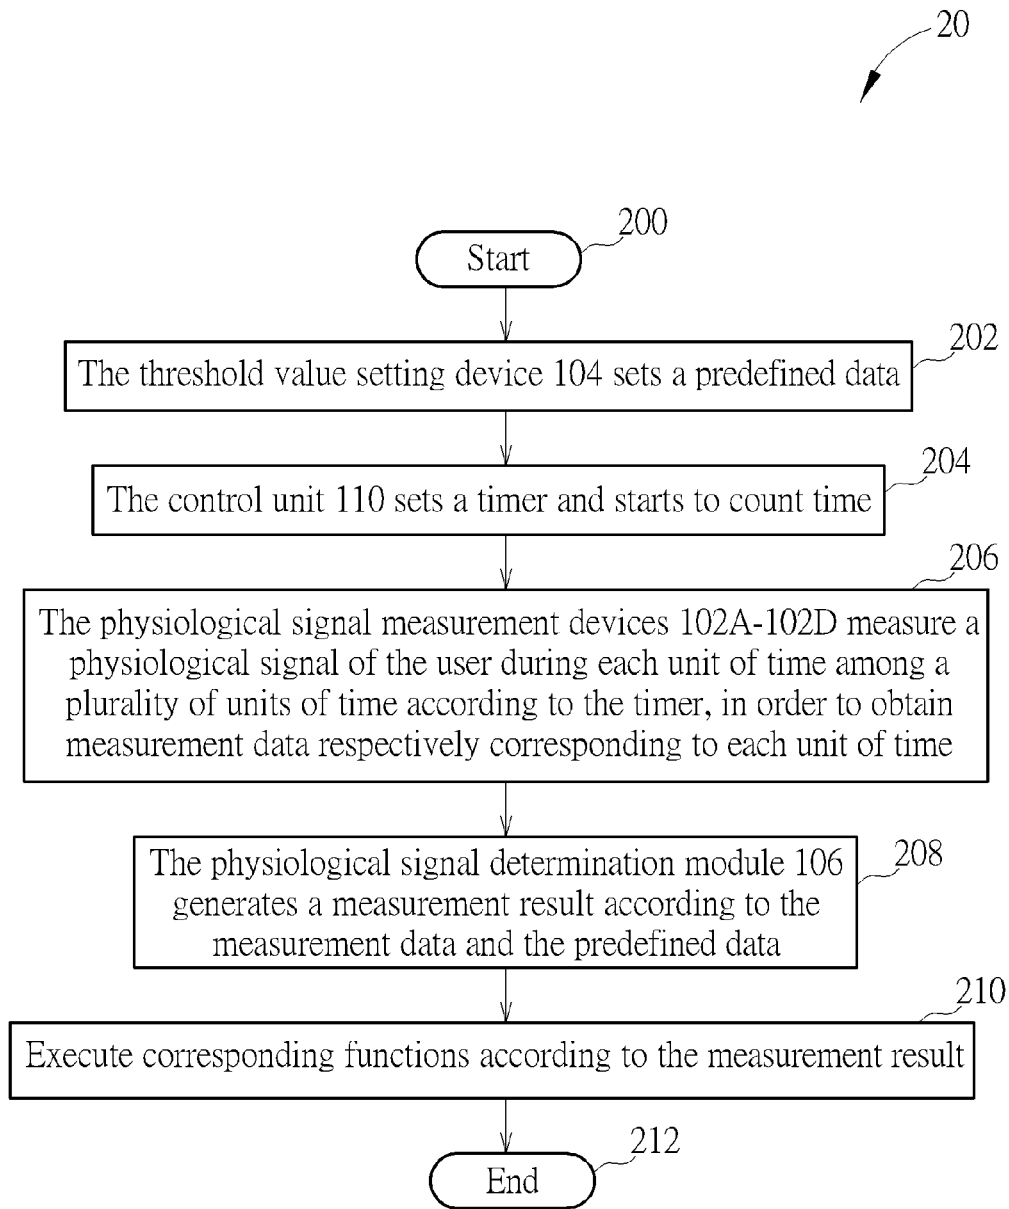 20
200
Start
202
The threshold value setting device 104 sets a predefined data
204
The control unit 110 sets a timer and starts to count time
206
The physiological signal measurement devices 102A-102D measure a
physiological signal of the user during each unit of time among a
plurality of units of time according to the timer, in order to obtain
measurement data respectively corresponding to each unit of time
208
The physiological signal determination module 106
generates a measurement result according to the
measurement data and the predefined data
210
Execute corresponding functions according to the measurement result
212
End